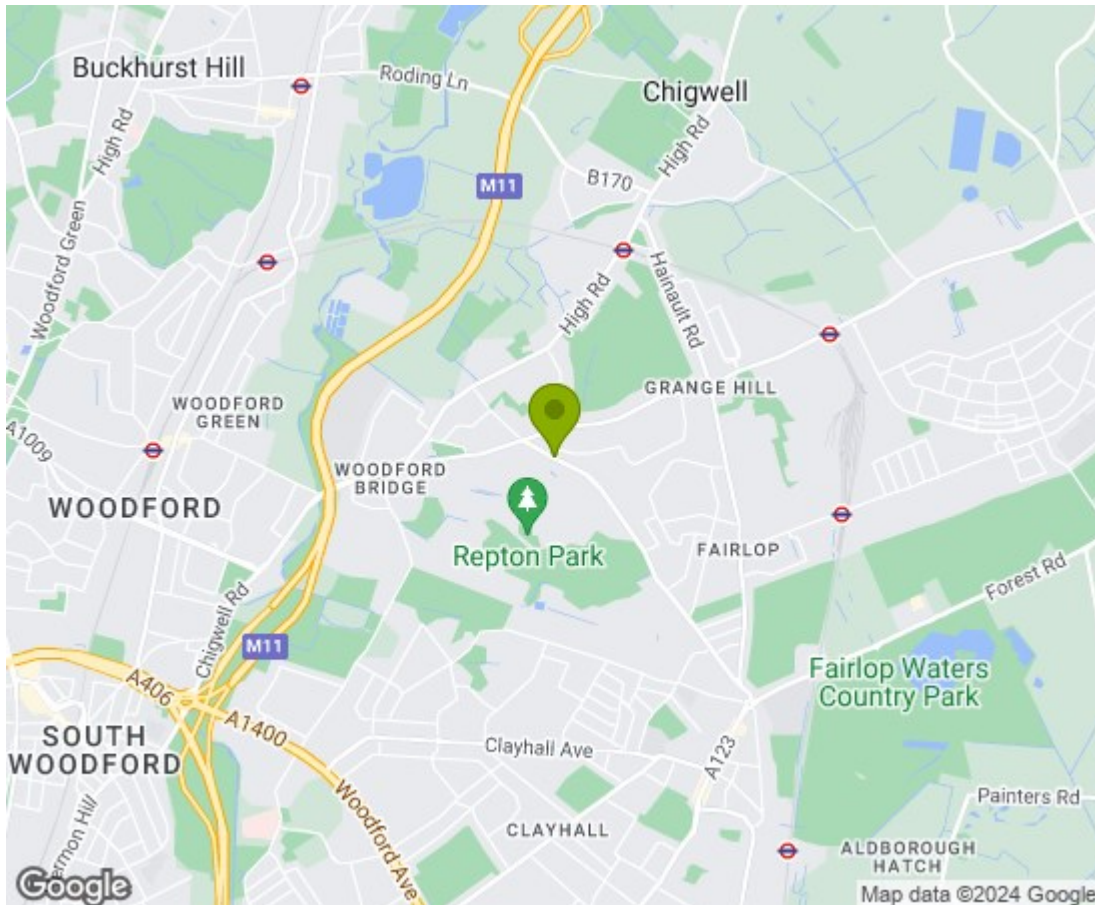 Buckhurst Hill
Roding Ln
Chigwell
High Rd
High Rd
M11
B170
Woodford Green
High Rd
Hainault Rd
GRANGE HILL
WOODFORD
GREEN
A1009
WOODFORD
BRIDGE
WOODFORD
Repton Park
FAIRLOP
Forest Rd
Chigwell Rd
M11
Fairlop Waters
Country Park
A406
A1400
SOUTH
WOODFORD
Clayhall Ave
A123
Woodford Ave
Painters Rd
CLAYHALL
ALDBOROUGH
HATCH
Hill
Google
Map data ©2024 Google